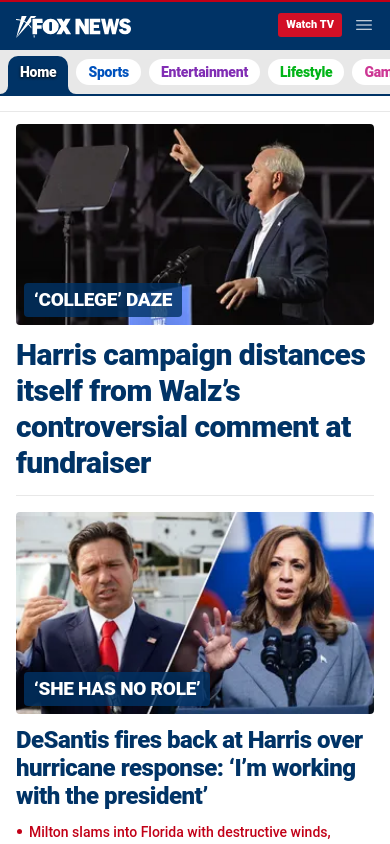 FOX NEWS
Watch TV
Home Sports Entertainment Lifestyle Gam
‘COLLEGE’ DAZE
Harris campaign distances
itself from Walz’s
controversial comment at
fundraiser
‘SHE HAS NO ROLE’
DeSantis fires back at Harris over
hurricane response: ‘I’m working
with the president’
• Milton slams into Florida with destructive winds,